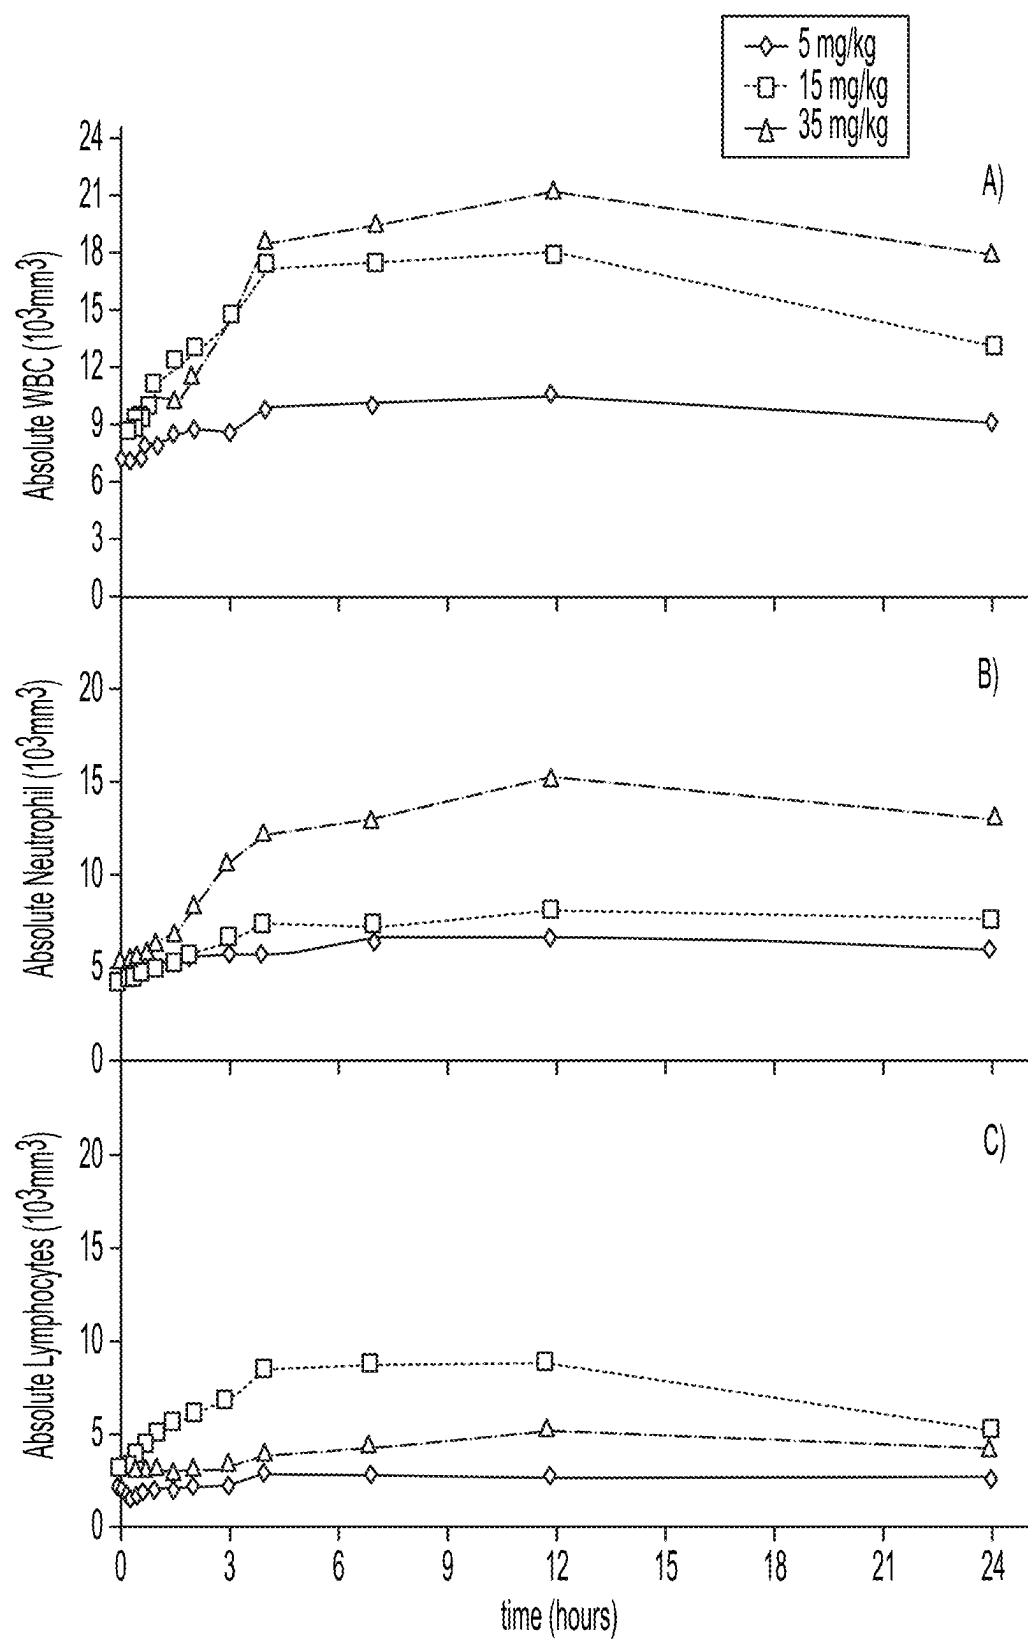 5 mg/kg
15 mg/kg
35 mg/kg
A)
Absolute WBC (10³mm³)
24
21
18
15
12
9
6
3
0
B)
Absolute Neutrophil (10³mm³)
20
15
10
5
0
C)
Absolute Lymphocytes (10³mm³)
20
15
10
5
0
0 3 6 9 12 15 18 21 24
time (hours)